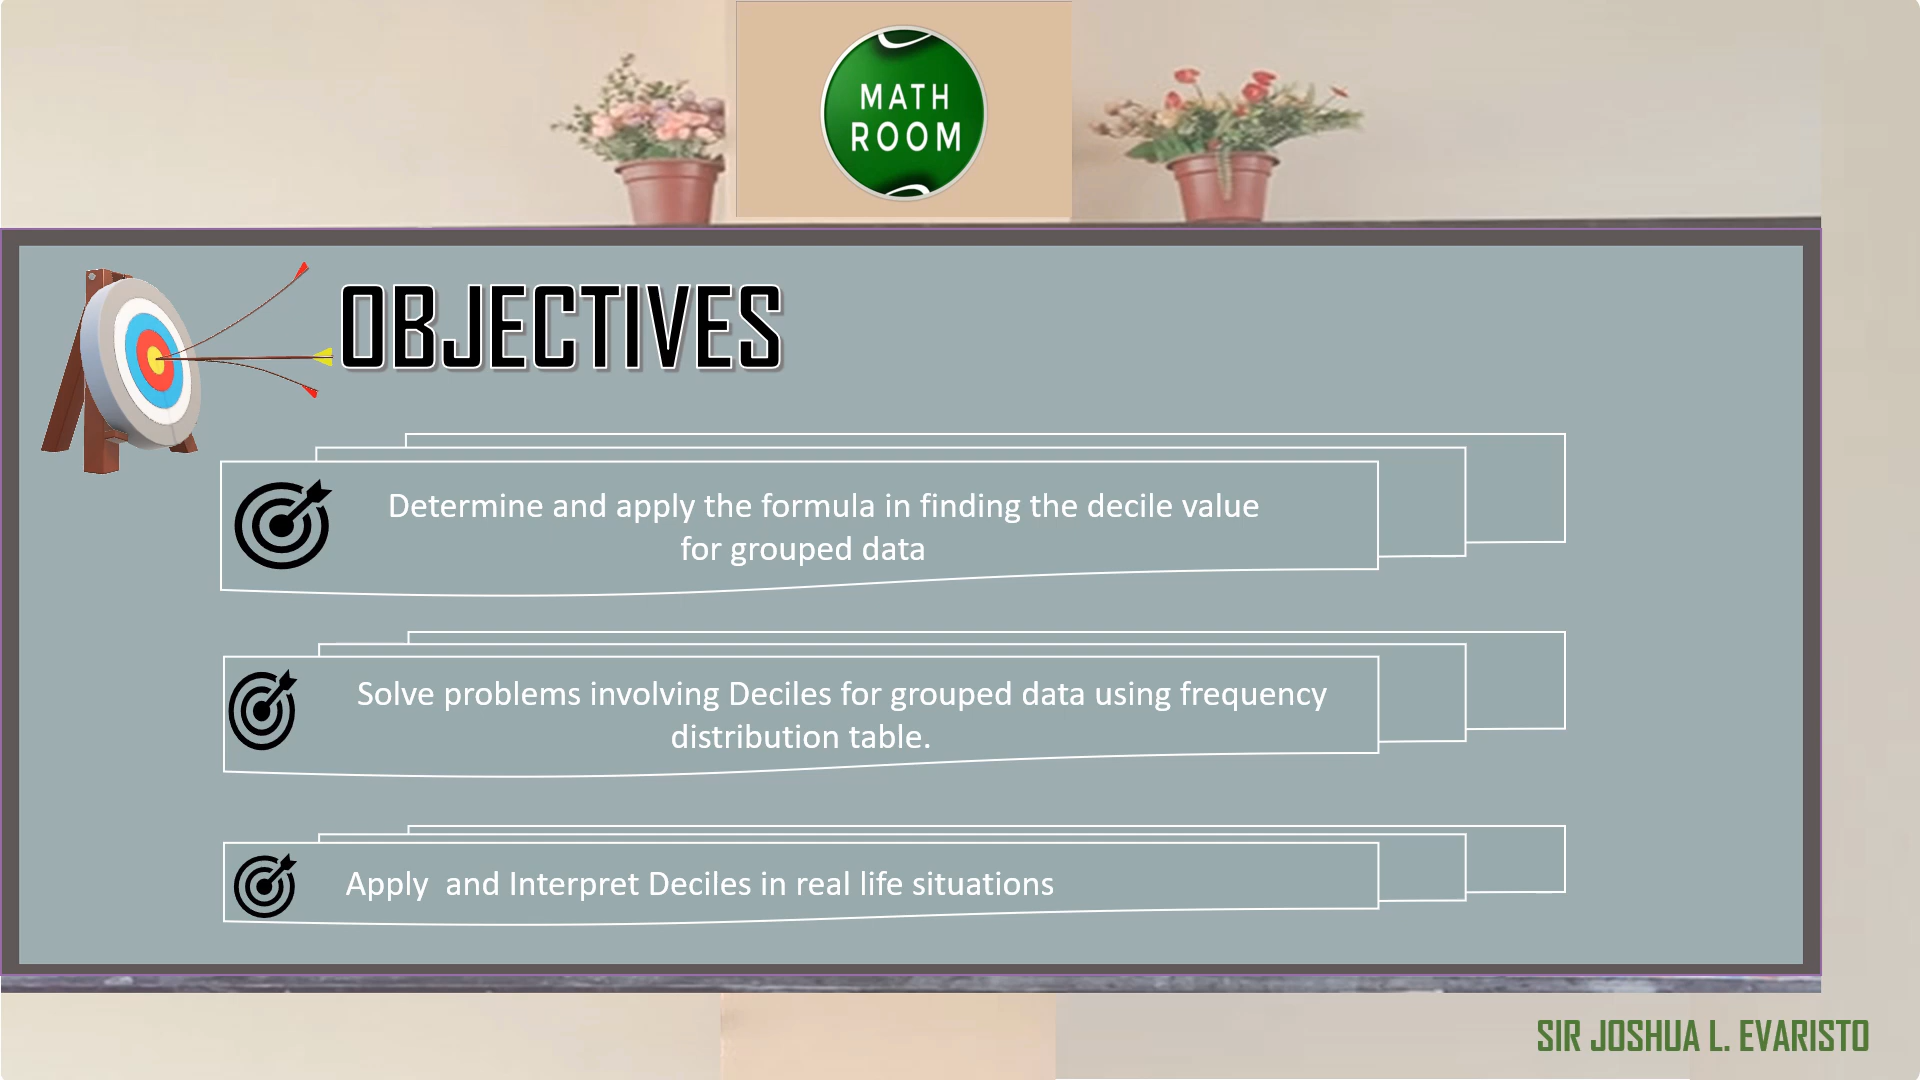 MATH
ROOM
OBJECTIVES
Determine and apply the formula in finding the decile value
for grouped data
Solve problems involving Deciles for grouped data using frequency
distribution table.
Apply  and Interpret Deciles in real life situations
SIR JOSHUA L. EVARISTO